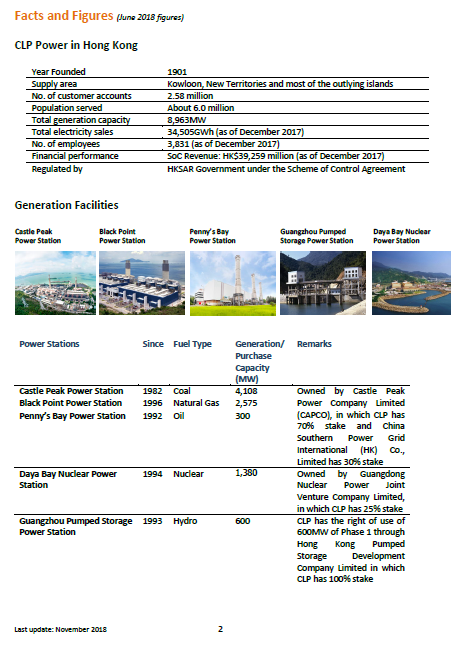 Facts and Figures (June 2018 figures)
CLP Power in Hong Kong
Year Founded 1901
Supply area Kowloon, New Territories and most of the outlying islands
No. of customer accounts 2.58 million
Population served About 6.0 million
Total generation capacity 8,963MW
Total electricity sales 34,505GWh (as of December 2017)
No. of employees 3,831 (as of December 2017)
Financial performance SoC Revenue: HK$39,259 million (as of December 2017)
Regulated by HKSAR Government under the Scheme of Control Agreement
Generation Facilities
Castle Peak
Power Station
Black Point
Power Station
Penny's Bay
Power Station
Guangzhou Pumped
Storage Power Station
Daya Bay Nuclear
Power Station
Power Stations Since Fuel Type Generation/ Remarks
Purchase
Capacity
(MW)
Castle Peak Power Station 1982 Coal 4,108 Owned by Castle Peak
Black Point Power Station 1996 Natural Gas 2,575 Power Company Limited
Penny's Bay Power Station 1992 Oil 300 (CAPCO), in which CLP has
70% stake and China
Southern Power Grid
International (HK) Co.,
Limited has 30% stake
Daya Bay Nuclear Power 1994 Nuclear 1,380 Owned by Guangdong
Station Nuclear Power Joint
Venture Company Limited,
in which CLP has 25% stake
Guangzhou Pumped Storage 1993 Hydro 600 CLP has the right of use of
Power Station 600MW of Phase 1 through
Hong Kong Pumped
Storage Development
Company Limited in which
CLP has 100% stake
Last update: November 2018 2